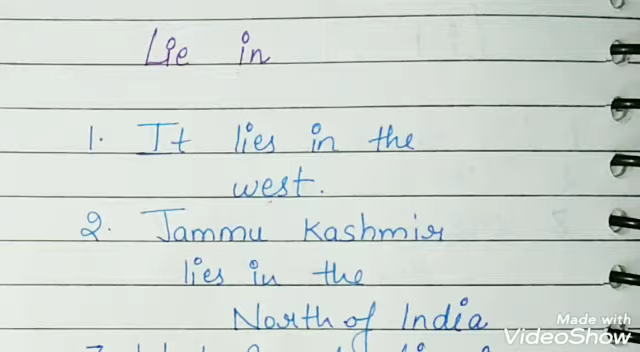 Lie in
1. It lies in the
west.
2. Jammu Kashmir
lies in the
North of India
Made with
VideoShow